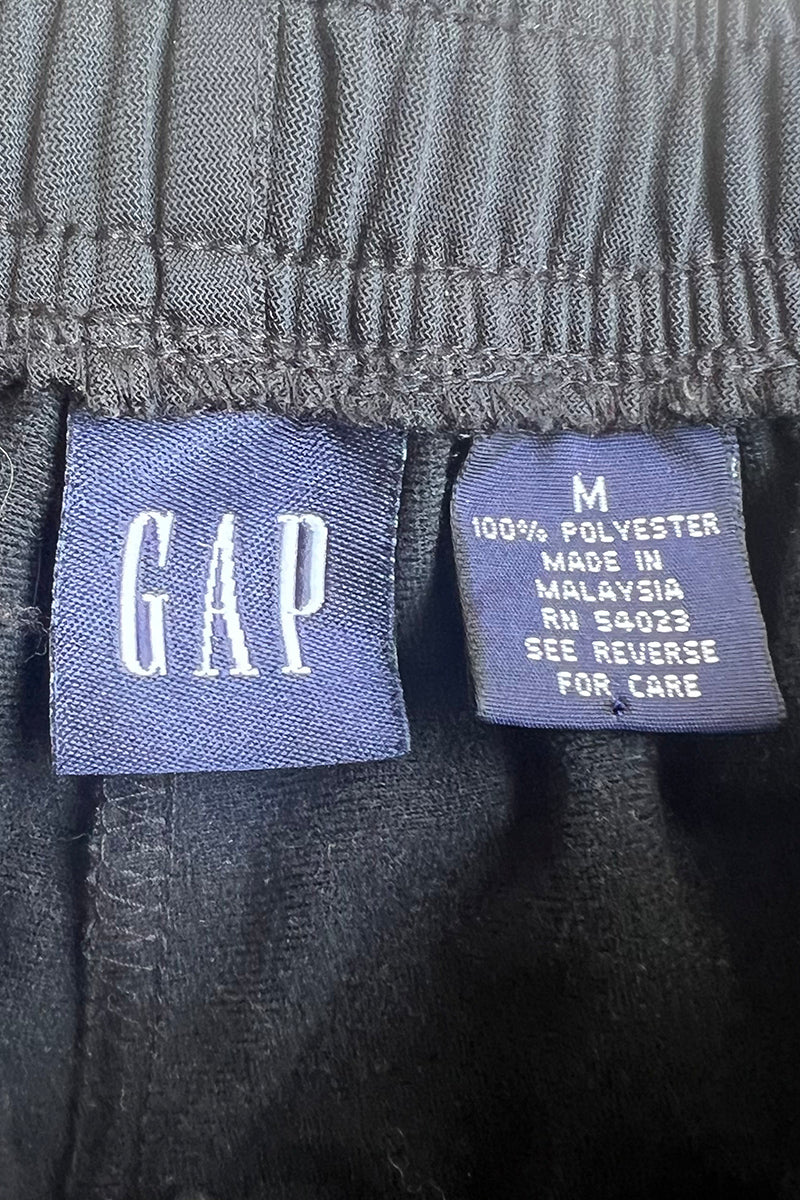 GAP
M
100% POLYESTER
MADE IN
MALAYSIA
RN 54023
SEE REVERSE
FOR CARE